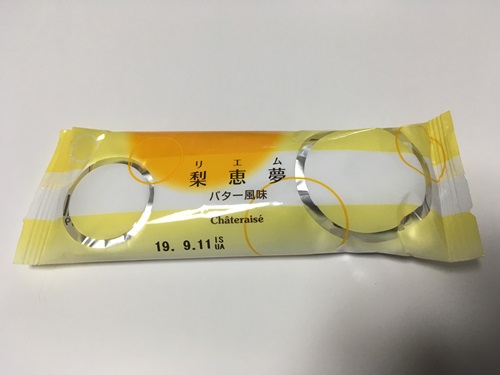 リエム
梨恵夢
バター風味
Châteraisé
19. 9.11 IS
UA